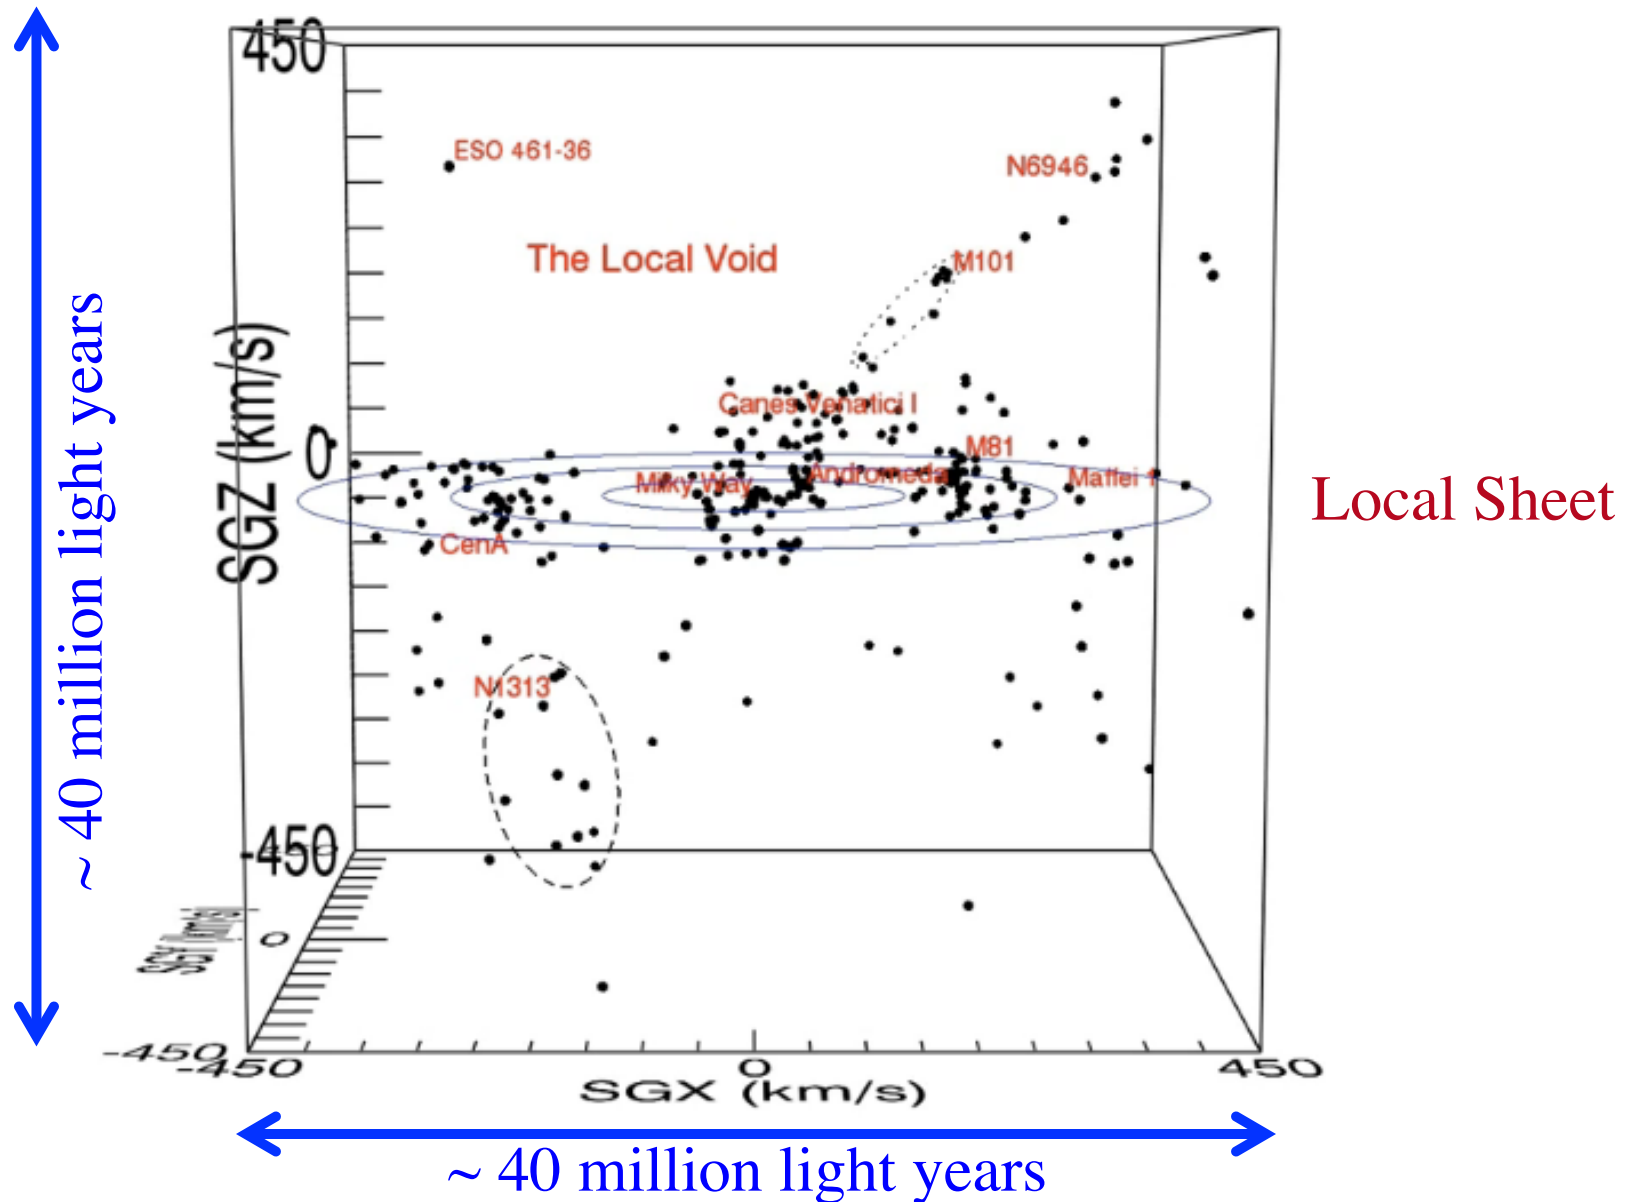 450
ESO 461-36
N6946
The Local Void
M101
Canes Venatici I
M81
Milky Way
Andromeda
Maffei 1
Local Sheet
CenA
N1313
SGZ (km/s)
0
-450
~ 40 million light years
SGY (km/s)
0
-450
-450
0
450
SGX (km/s)
~ 40 million light years